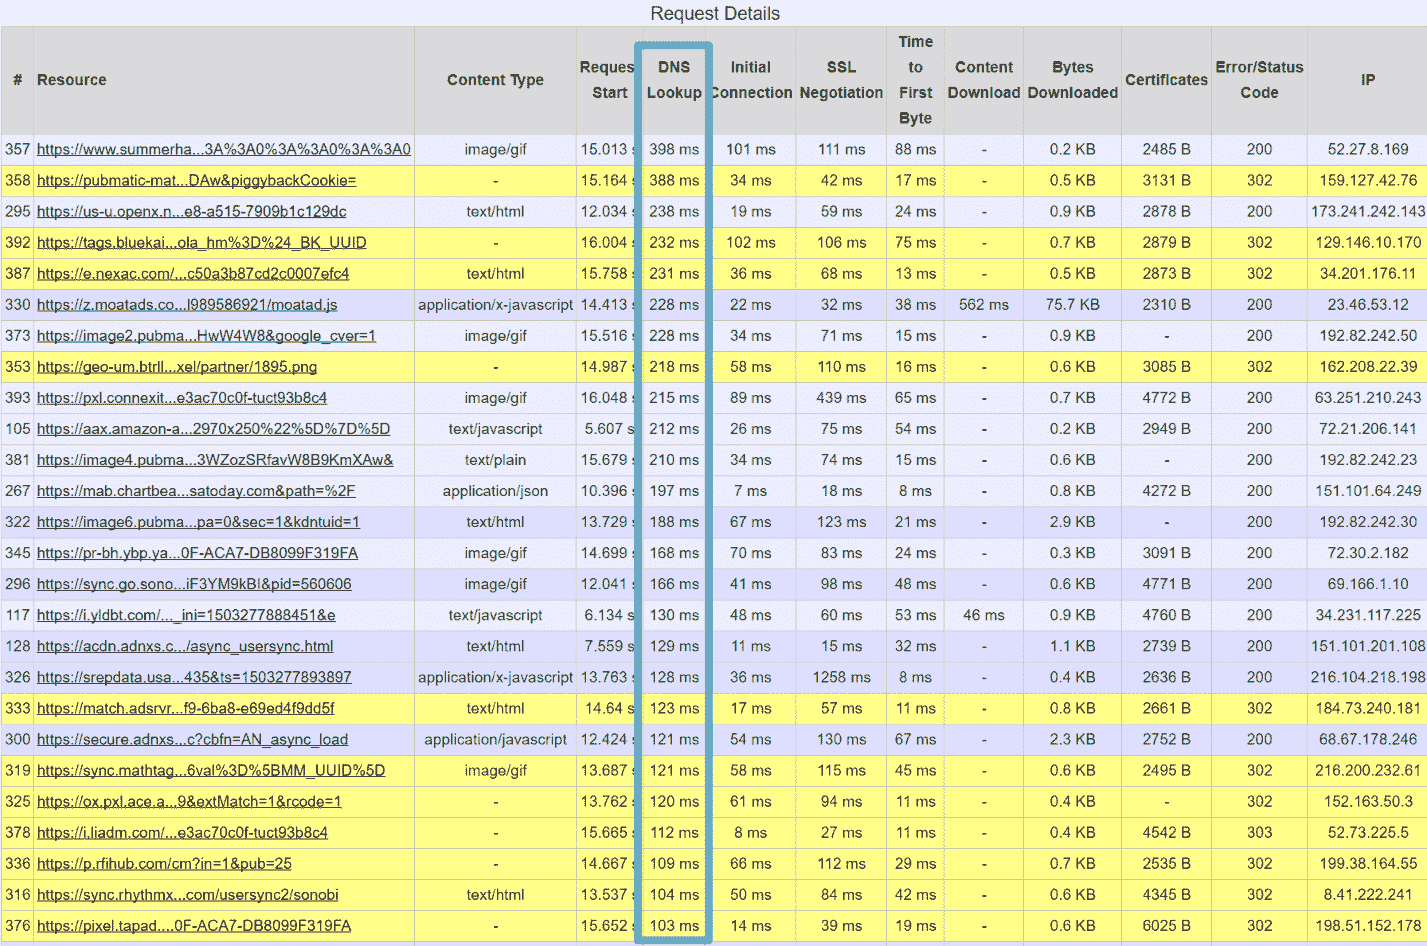 Request Details
# Resource Content Type Reques Start DNS Lookup Initial Connection SSL Negotiation Time to First Byte Content Download Bytes Downloaded Certificates Error/Status Code IP
357 https://www.summerha...3A%3A0%3A%3A0%3A%3A0 image/gif 15.013 398 ms 101 ms 111 ms 88 ms - 0.2 KB 2485 B 200 52.27.8.169
358 https://pubmatic-mat...DAw&piggybackCookie= - 15.164 388 ms 34 ms 42 ms 17 ms - 0.5 KB 3131 B 302 159.127.42.76
295 https://us-u.openx.n...e8-a515-7909b1c129dc text/html 12.034 238 ms 19 ms 59 ms 24 ms - 0.9 KB 2878 B 200 173.241.242.143
392 https://tags.bluekai...ola_hm%3D%24_BK_UUID - 16.004 232 ms 102 ms 106 ms 75 ms - 0.7 KB 2879 B 302 129.146.10.170
387 https://e.nexac.com/...c50a3b87cd2c0007efc4 text/html 15.758 231 ms 36 ms 68 ms 13 ms - 0.5 KB 2873 B 302 34.201.176.11
330 https://z.moatads.co...l989586921/moatad.js application/x-javascript 14.413 228 ms 22 ms 32 ms 38 ms 562 ms 75.7 KB 2310 B 200 23.46.53.12
373 https://image2.pubma...HwW4W8&google_cver=1 image/gif 15.516 228 ms 34 ms 71 ms 15 ms - 0.9 KB - 200 192.82.242.50
353 https://geo-um.btrll...xel/partner/1895.png - 14.987 218 ms 58 ms 110 ms 16 ms - 0.6 KB 3085 B 302 162.208.22.39
393 https://pxl.connexit...e3ac70c0f-tuct93b8c4 image/gif 16.048 215 ms 89 ms 439 ms 65 ms - 0.7 KB 4772 B 200 63.251.210.243
105 https://aax.amazon-a...2970x250%22%5D%7D%5D text/javascript 5.607 s 212 ms 26 ms 75 ms 54 ms - 0.2 KB 2949 B 200 72.21.206.141
381 https://image4.pubma...3WZozSRfavW8B9KmXAw& text/plain 15.679 210 ms 34 ms 74 ms 15 ms - 0.6 KB - 200 192.82.242.23
267 https://mab.chartbea...satoday.com&path=%2F application/json 10.396 197 ms 7 ms 18 ms 8 ms - 0.8 KB 4272 B 200 151.101.64.249
322 https://image6.pubma...pa=0&sec=1&kdntuid=1 text/html 13.729 188 ms 67 ms 123 ms 21 ms - 2.9 KB - 200 192.82.242.30
345 https://pr-bh.ybp.ya...0F-ACA7-DB8099F319FA image/gif 14.699 168 ms 70 ms 83 ms 24 ms - 0.3 KB 3091 B 200 72.30.2.182
296 https://sync.go.sono...iF3YM9kBI&pid=560606 image/gif 12.041 166 ms 41 ms 98 ms 48 ms - 0.6 KB 4771 B 200 69.166.1.10
117 https://i.yldbt.com/..._ini=1503277888451&e text/javascript 6.134 s 130 ms 48 ms 60 ms 53 ms 46 ms 0.9 KB 4760 B 200 34.231.117.225
128 https://acdn.adnxs.c.../async_usersync.html text/html 7.559 s 129 ms 11 ms 15 ms 32 ms - 1.1 KB 2739 B 200 151.101.201.108
326 https://srepdata.usa...435&ts=1503277893897 application/x-javascript 13.763 128 ms 36 ms 1258 ms 8 ms - 0.4 KB 2636 B 200 216.104.218.198
333 https://match.adsrvr...f9-6ba8-e69ed4f9dd5f text/html 14.64 s 123 ms 17 ms 57 ms 11 ms - 0.8 KB 2661 B 302 184.73.240.181
300 https://secure.adnxs...c?cbfn=AN_async_load application/javascript 12.424 121 ms 54 ms 130 ms 67 ms - 2.3 KB 2752 B 200 68.67.178.246
319 https://sync.mathtag...6val%3D%5BMM_UUID%5D image/gif 13.687 121 ms 58 ms 115 ms 45 ms - 0.6 KB 2495 B 302 216.200.232.61
325 https://ox.pxl.ace.a...9&extMatch=1&rcode=1 - 13.762 120 ms 61 ms 94 ms 11 ms - 0.4 KB - 302 152.163.50.3
378 https://i.liadm.com/...e3ac70c0f-tuct93b8c4 - 15.665 112 ms 8 ms 27 ms 11 ms - 0.4 KB 4542 B 303 52.73.225.5
336 https://p.rfihub.com/cm?in=1&pub=25 - 14.667 109 ms 66 ms 112 ms 29 ms - 0.7 KB 2535 B 302 199.38.164.55
316 https://sync.rhythmx...com/usersync2/sonobi text/html 13.537 104 ms 50 ms 84 ms 42 ms - 0.6 KB 4345 B 302 8.41.222.241
376 https://pixel.tapad....0F-ACA7-DB8099F319FA - 15.652 103 ms 14 ms 39 ms 19 ms - 0.6 KB 6025 B 302 198.51.152.178